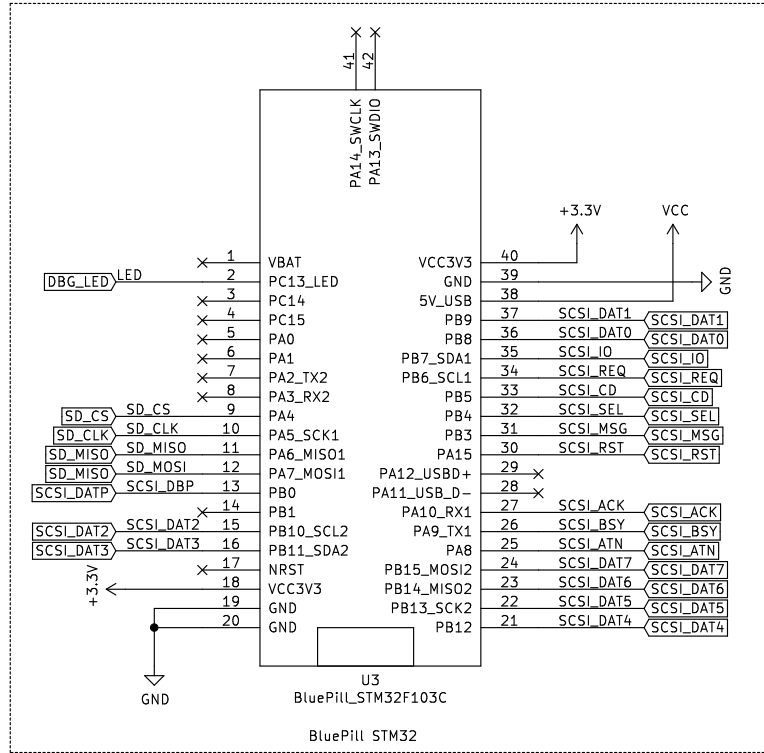 41 42
PA14_SWCLK
PA13_SWDIO
+3.3V VCC
1 VBAT VCC3V3 40
DBG_LED LED 2 PC13_LED GND 39 GND
3 PC14 5V_USB 38
4 PC15 PB9 37 SCSI_DAT1 SCSI_DAT1
5 PA0 PB8 36 SCSI_DAT0 SCSI_DAT0
6 PA1 PB7_SDA1 35 SCSI_IO SCSI_IO
7 PA2_TX2 PB6_SCL1 34 SCSI_REQ SCSI_REQ
8 PA3_RX2 PB5 33 SCSI_CD SCSI_CD
SD_CS SD_CS 9 PA4 PB4 32 SCSI_SEL SCSI_SEL
SD_CLK SD_CLK 10 PA5_SCK1 PB3 31 SCSI_MSG SCSI_MSG
SD_MISO SD_MISO 11 PA6_MISO1 PA15 30 SCSI_RST SCSI_RST
SD_MISO SD_MOSI 12 PA7_MOSI1 PA12_USBD+ 29
SCSI_DATP SCSI_DBP 13 PB0 PA11_USB_D- 28
14 PB1 PA10_RX1 27 SCSI_ACK SCSI_ACK
SCSI_DAT2 SCSI_DAT2 15 PB10_SCL2 PA9_TX1 26 SCSI_BSY SCSI_BSY
SCSI_DAT3 SCSI_DAT3 16 PB11_SDA2 PA8 25 SCSI_ATN SCSI_ATN
17 NRST PB15_MOSI2 24 SCSI_DAT7 SCSI_DAT7
+3.3V 18 VCC3V3 PB14_MISO2 23 SCSI_DAT6 SCSI_DAT6
19 GND PB13_SCK2 22 SCSI_DAT5 SCSI_DAT5
20 GND PB12 21 SCSI_DAT4 SCSI_DAT4
GND
U3
BluePill_STM32F103C
BluePill STM32